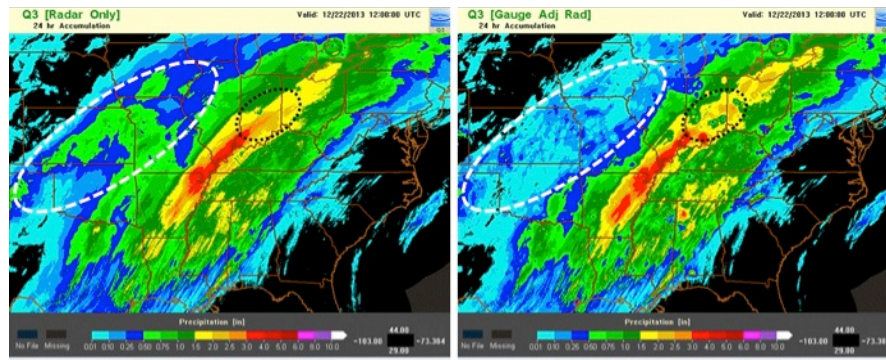 Q3 [Radar Only]
24 hr Accumulation
Valid: 12/22/2013 12:00:00 UTC
Q3
Precipitation [in]
No File
Missing
0.01 0.10 0.25 0.50 0.75 1.0 1.5 2.0 2.5 3.0 4.0 5.0 6.0 8.0 10.0
44.00
-103.00
-73.384
29.00
Q3 [Gauge Adj Rad]
24 hr Accumulation
Valid: 12/22/2013 12:00:00 UTC
Precipitation [in]
No File
Missing
0.01 0.10 0.25 0.50 0.75 1.0 1.5 2.0 2.5 3.0 4.0 5.0 6.0 8.0 10.0
44.00
-103.00
29.00